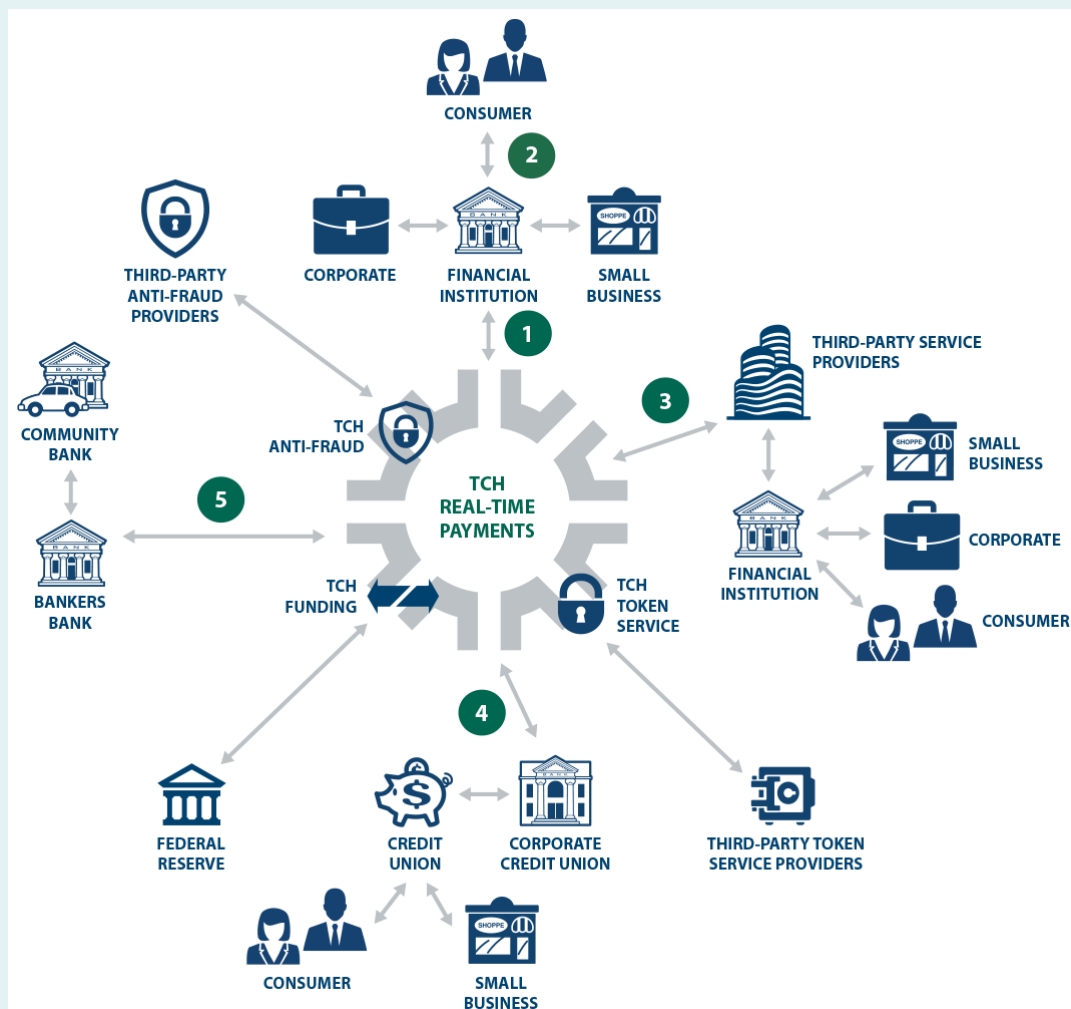 CONSUMER
2
BANK
SHOPPE
CORPORATE
FINANCIAL
INSTITUTION
SMALL
BUSINESS
THIRD-PARTY
ANTI-FRAUD
PROVIDERS
1
THIRD-PARTY SERVICE
PROVIDERS
BANK
COMMUNITY
BANK
TCH
ANTI-FRAUD
3
SHOPPE
SMALL
BUSINESS
TCH
REAL-TIME
PAYMENTS
5
BANK
BANKERS
BANK
BANK
FINANCIAL
INSTITUTION
CORPORATE
CONSUMER
TCH
FUNDING
TCH
TOKEN
SERVICE
4
FEDERAL
RESERVE
$
CREDIT
UNION
BANK
CORPORATE
CREDIT UNION
THIRD-PARTY TOKEN
SERVICE PROVIDERS
CONSUMER
SHOPPE
SMALL
BUSINESS